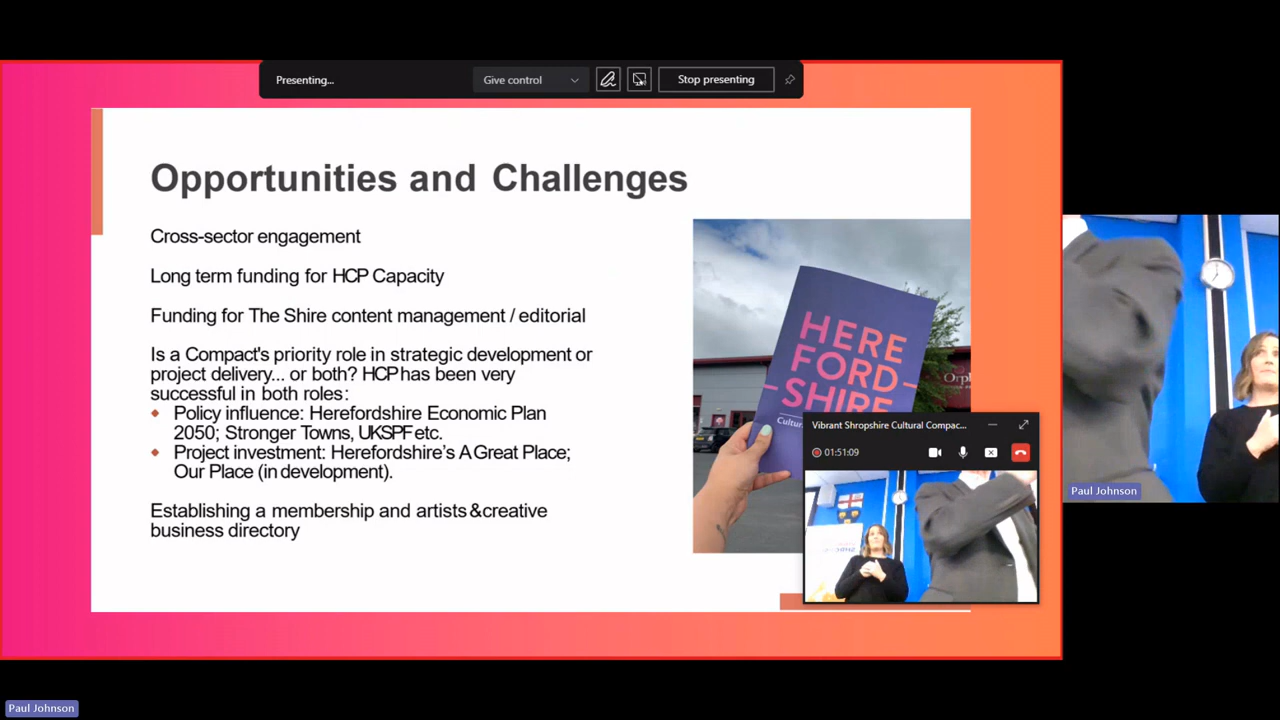 Presenting...
Give control
Stop presenting
Opportunities and Challenges
Cross-sector engagement
Long term funding for HCP Capacity
Funding for The Shire content management / editorial
Is a Compact's priority role in strategic development or
project delivery... or both? HCP has been very
successful in both roles:
Policy influence: Herefordshire Economic Plan
2050; Stronger Towns, UKSPF etc.
Project investment: Herefordshire's A Great Place;
Our Place (in development).
Establishing a membership and artists & creative
business directory
HERE
FORD-
-SHIRE
Vibrant Shropshire Cultural Compac...
01:51:09
Paul Johnson
Paul Johnson